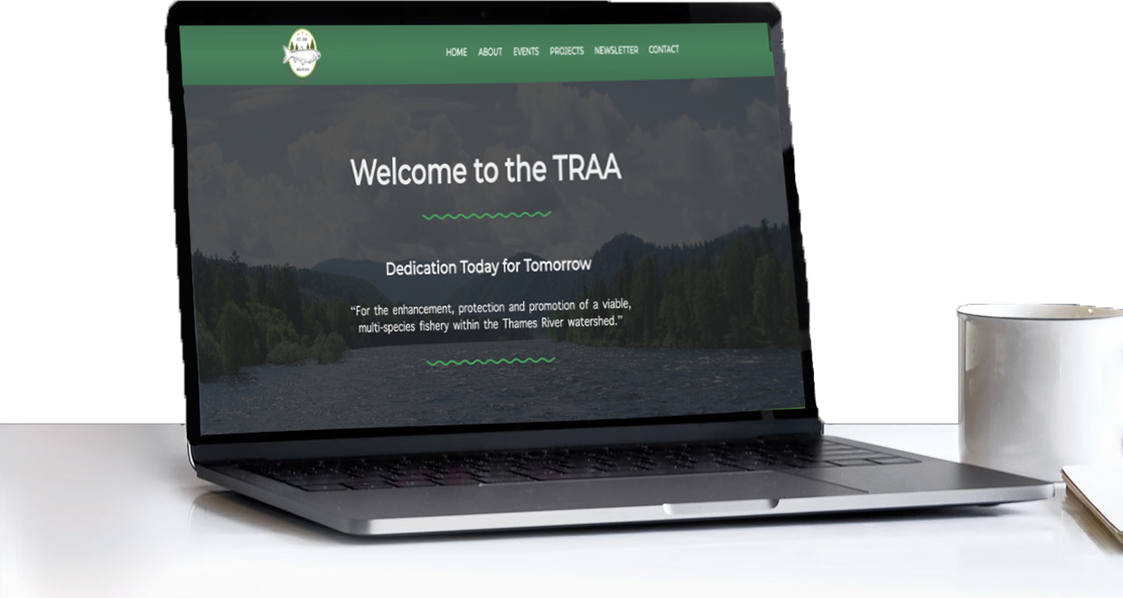 HOME ABOUT EVENTS PROJECTS NEWSLETTER CONTACT
Welcome to the TRAA
Dedication Today for Tomorrow
“For the enhancement, protection and promotion of a viable,
multi-species fishery within the Thames River watershed.”